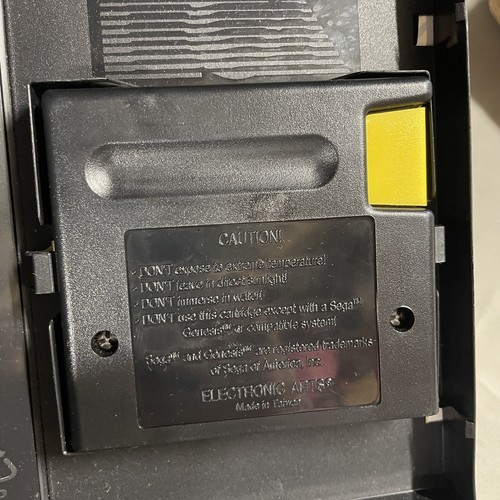 CAUTION!
✓DON'T expose to extreme temperature!
✓DON'T leave in direct sunlight!
✓DON'T immerse in water!
✓DON'T use this cartridge except with a Sega™
Genesis™ or compatible system!
Sega™ and Genesis™ are registered trademarks
of Sega of America, Inc.
ELECTRONIC ARTS®
Made in Taiwan